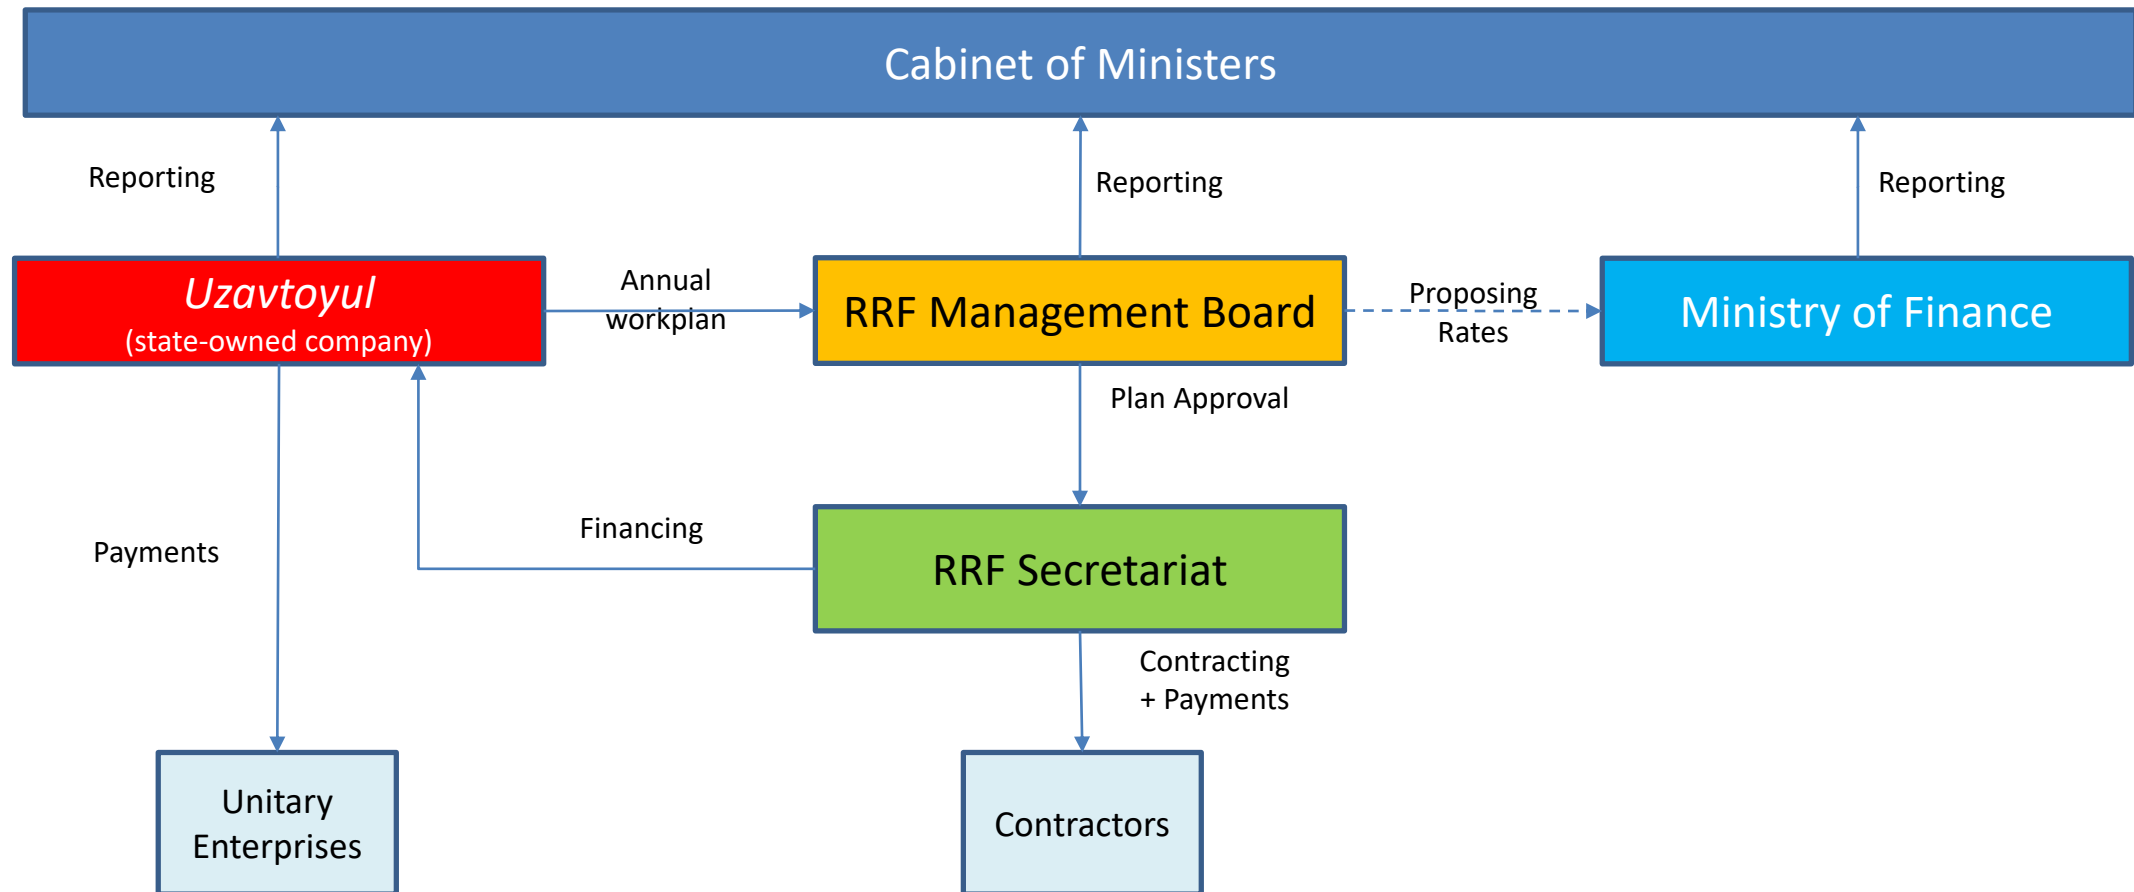 Cabinet of Ministers
Reporting
Reporting
Reporting
Uzavtoyul
(state-owned company)
Annual
workplan
RRF Management Board
Proposing
Rates
Ministry of Finance
Plan Approval
Payments
Financing
RRF Secretariat
Contracting
+ Payments
Unitary
Enterprises
Contractors